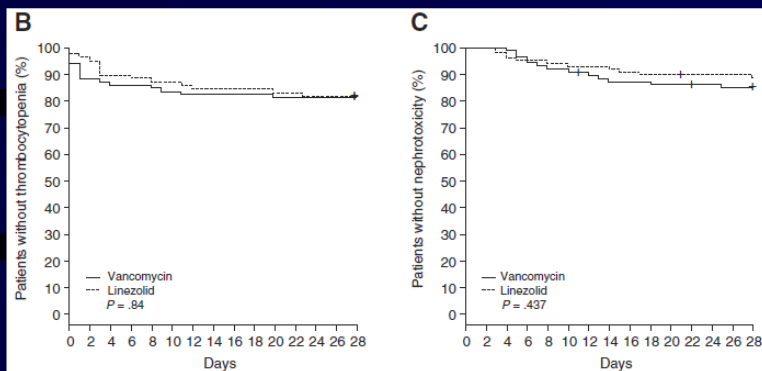 B
Patients without thrombocytopenia (%)
100
90
80
70
60
50
40
30
20
10
0
Vancomycin
Linezolid
P = .84
0 2 4 6 8 10 12 14 16 18 20 22 24 26 28
Days
C
Patients without nephrotoxicity (%)
100
90
80
70
60
50
40
30
20
10
0
Vancomycin
Linezolid
P = .437
0 2 4 6 8 10 12 14 16 18 20 22 24 26 28
Days